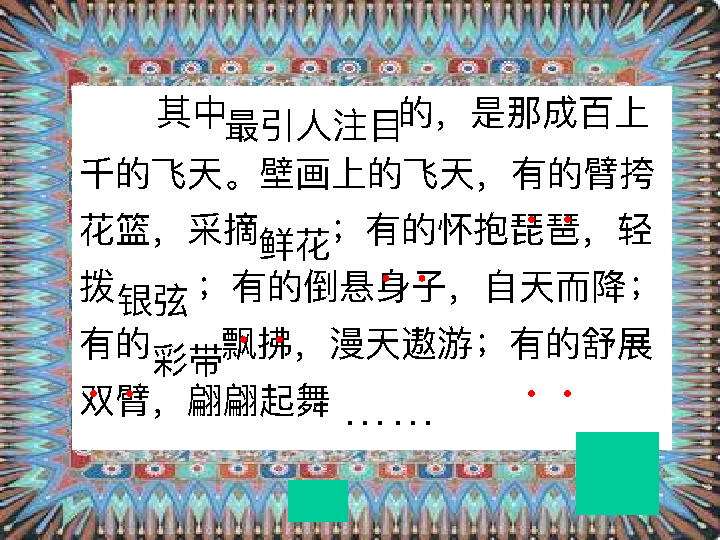 其中最引人注目的，是那成百上
千的飞天。壁画上的飞天，有的臂挎
花篮，采摘鲜花；有的怀抱琵琶，轻
拨银弦；有的倒悬身子，自天而降；
有的彩带飘拂，漫天遨游；有的舒展
双臂，翩翩起舞……